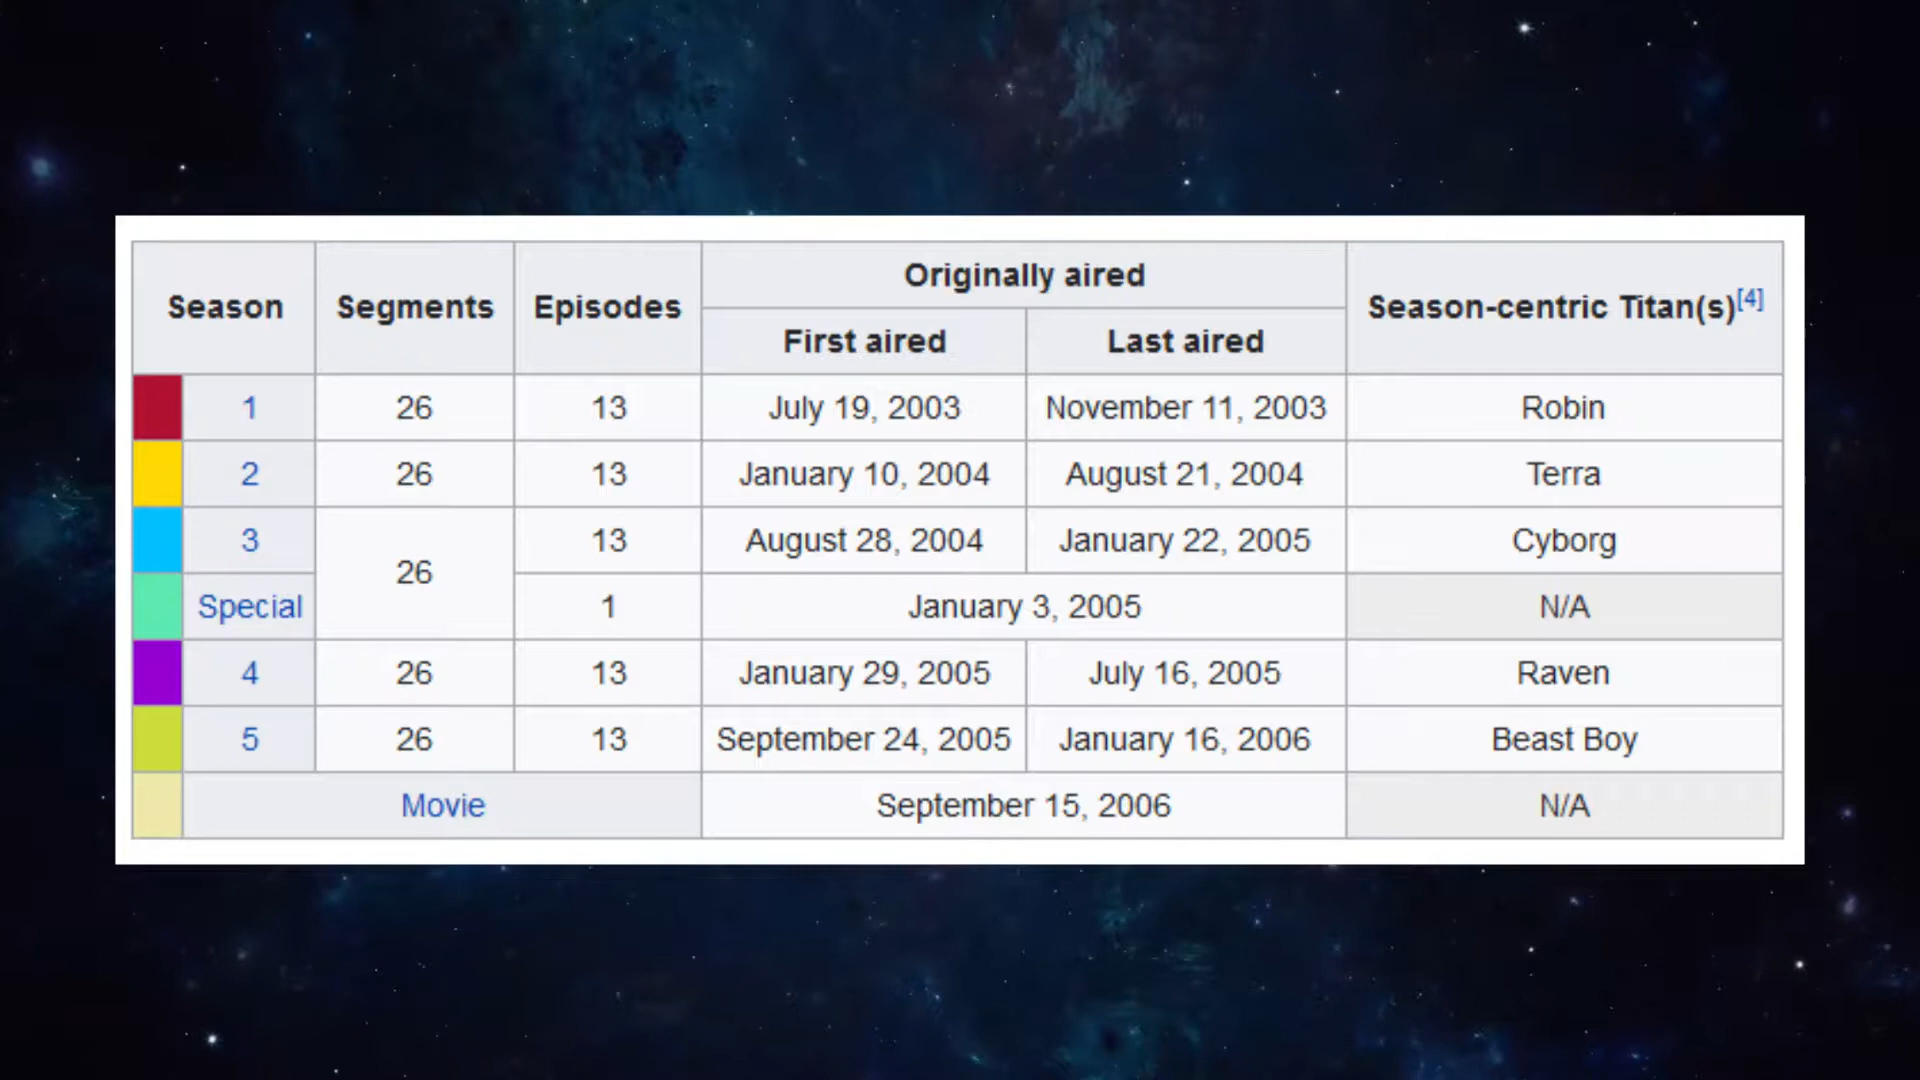 Season Segments Episodes Originally aired Season-centric Titan(s)[4]
First aired Last aired
1 26 13 July 19, 2003 November 11, 2003 Robin
2 26 13 January 10, 2004 August 21, 2004 Terra
3 26 13 August 28, 2004 January 22, 2005 Cyborg
Special 1 January 3, 2005 N/A
4 26 13 January 29, 2005 July 16, 2005 Raven
5 26 13 September 24, 2005 January 16, 2006 Beast Boy
Movie September 15, 2006 N/A